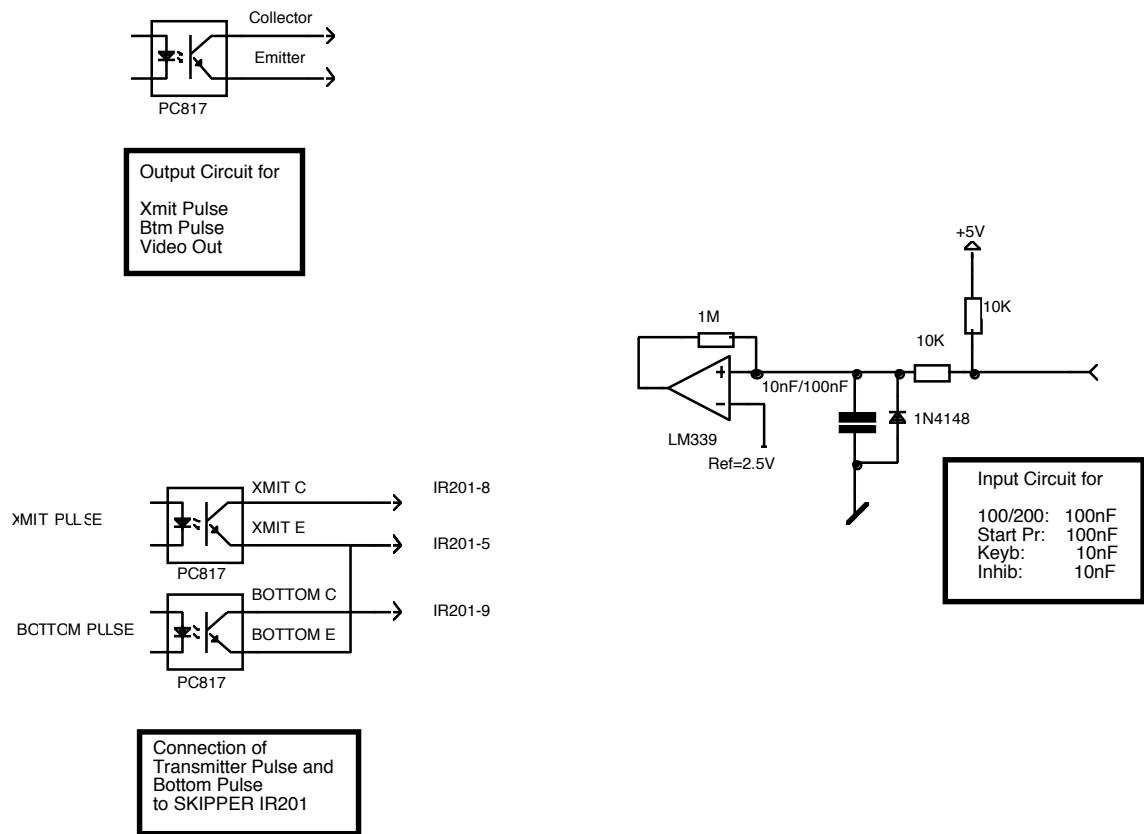 Collector
Emitter
PC817
Output Circuit for
Xmit Pulse
Btm Pulse
Video Out
+5V
10K
1M
10K
10nF/100nF
1N4148
LM339
Ref=2.5V
Input Circuit for
100/200: 100nF
Start Pr: 100nF
Keyb: 10nF
Inhib: 10nF
XMIT PULSE
XMIT C
IR201-8
XMIT E
IR201-5
PC817
BOTTOM PULSE
BOTTOM C
IR201-9
BOTTOM E
PC817
Connection of
Transmitter Pulse and
Bottom Pulse
to SKIPPER IR201